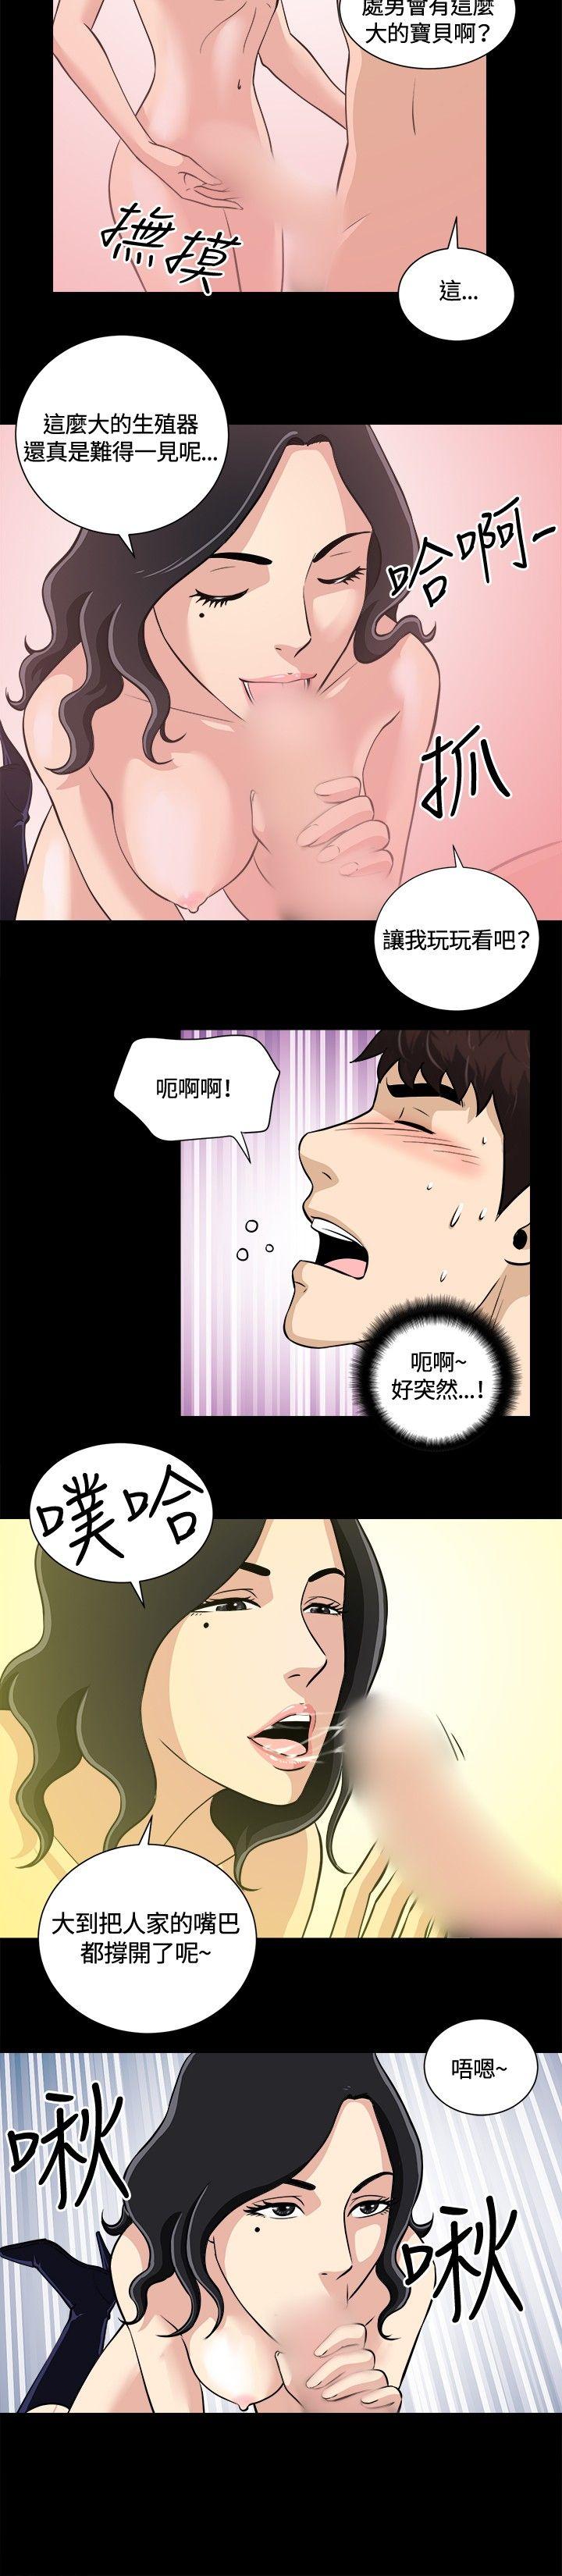 處男會有這麼
大的寶貝啊?
撫摸
這...
這麼大的生殖器
還真是難得一見呢...
哈啊~
抓
讓我玩玩看吧?
呃啊啊!
呃啊~
好突然...!
噗哈
大到把人家的嘴巴
都撐開了呢~
唔嗯~
啾
啾